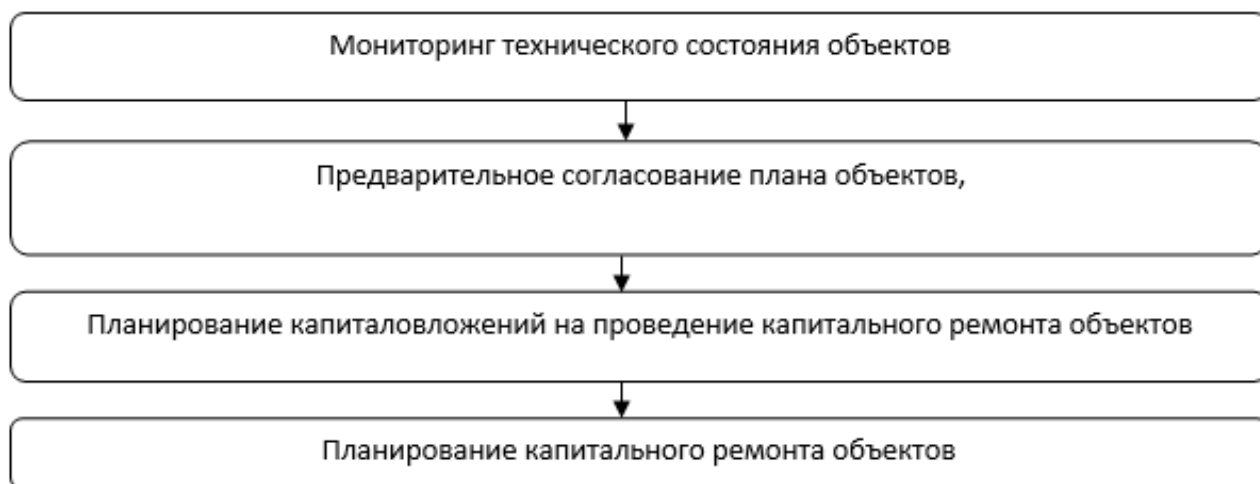 Мониторинг технического состояния объектов
Предварительное согласование плана объектов,
Планирование капиталовложений на проведение капитального ремонта объектов
Планирование капитального ремонта объектов